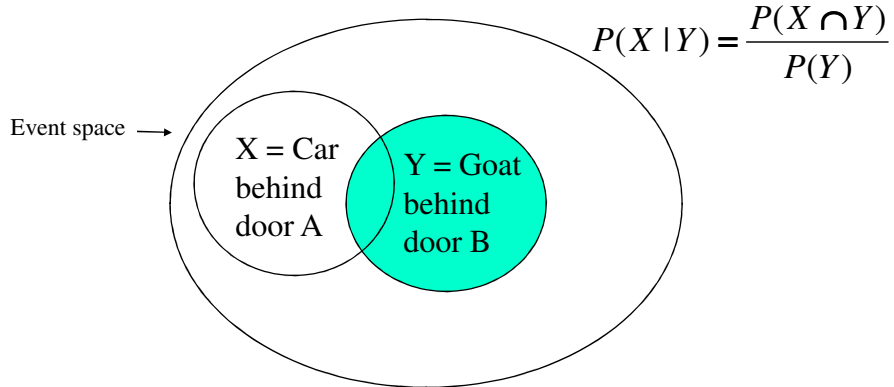 P(X | Y) = P(X ∩ Y) / P(Y)
Event space
X = Car
behind
door A
Y = Goat
behind
door B